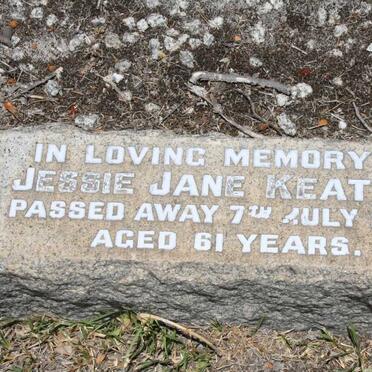 IN LOVING MEMORY
JESSIE JANE KEAT
PASSED AWAY 7TH JULY
AGED 61 YEARS.